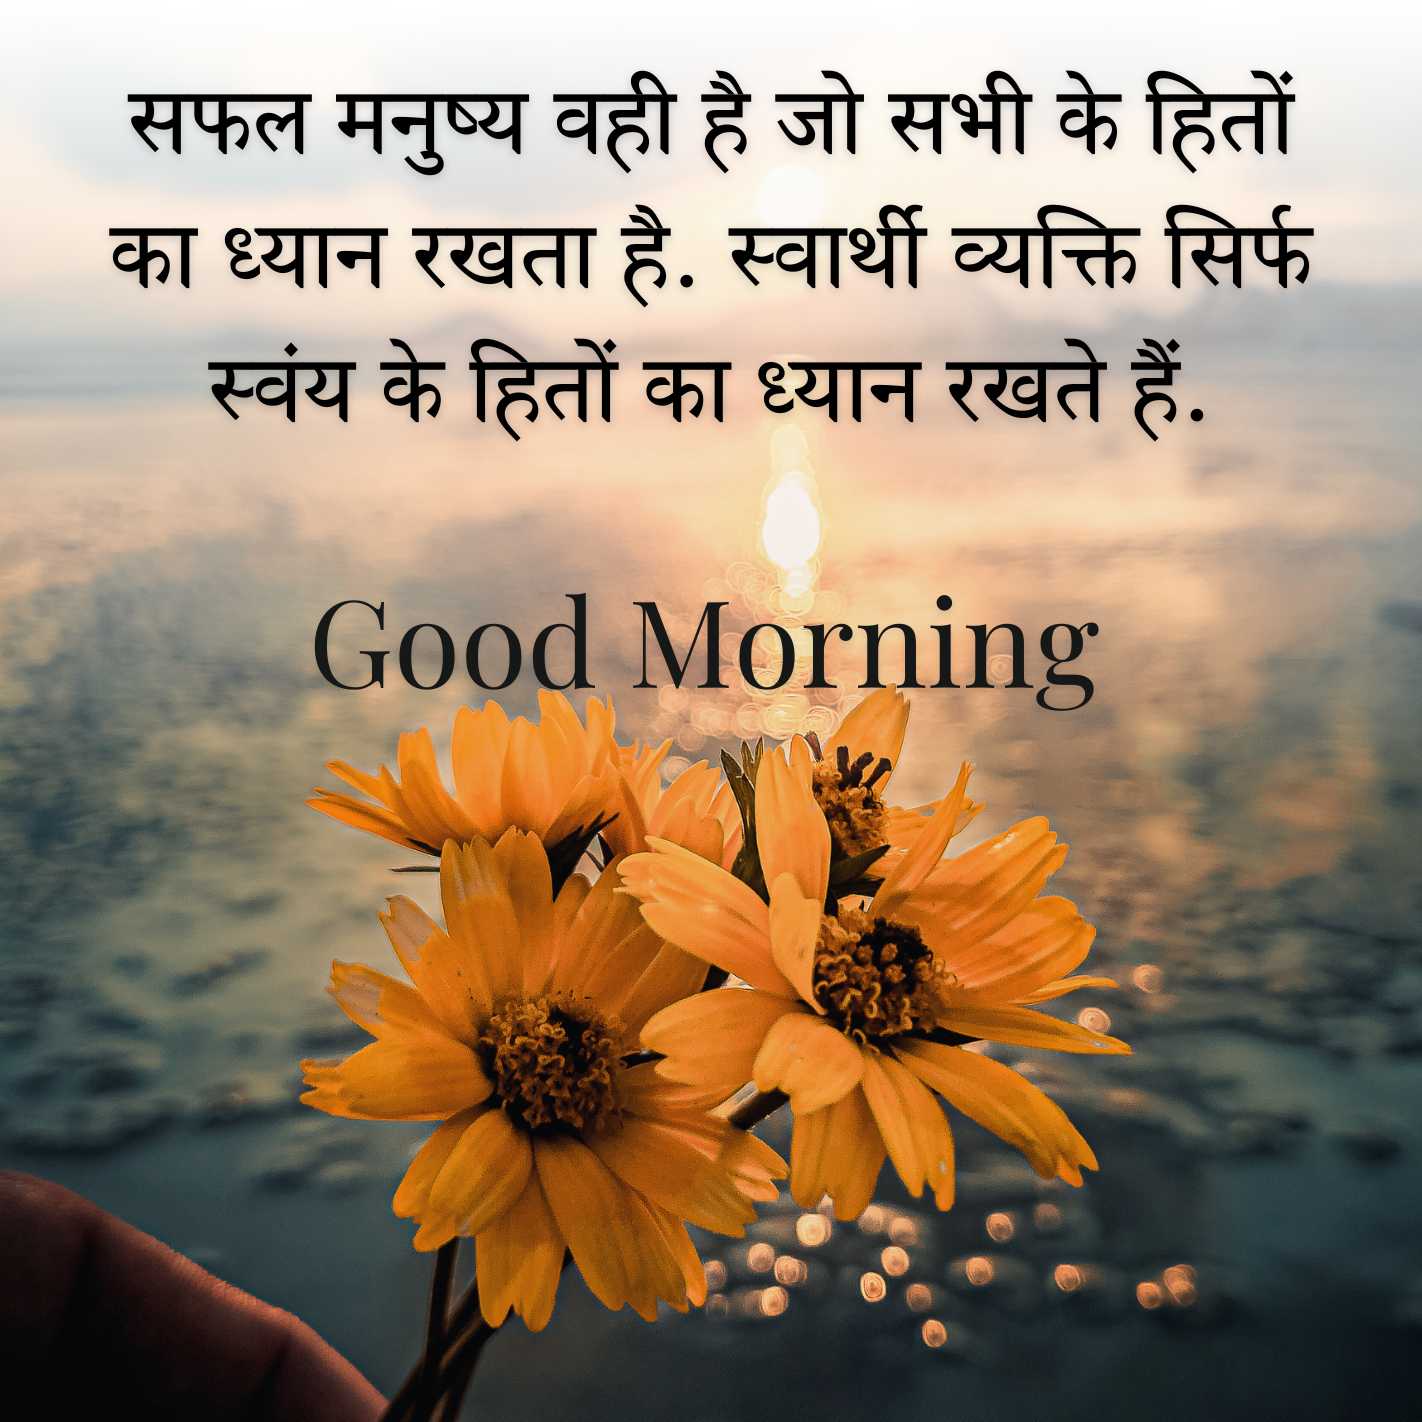 सफल मनुष्य वही है जो सभी के हितों
का ध्यान रखता है. स्वार्थी व्यक्ति सिर्फ
स्वंय के हितों का ध्यान रखते हैं.
Good Morning